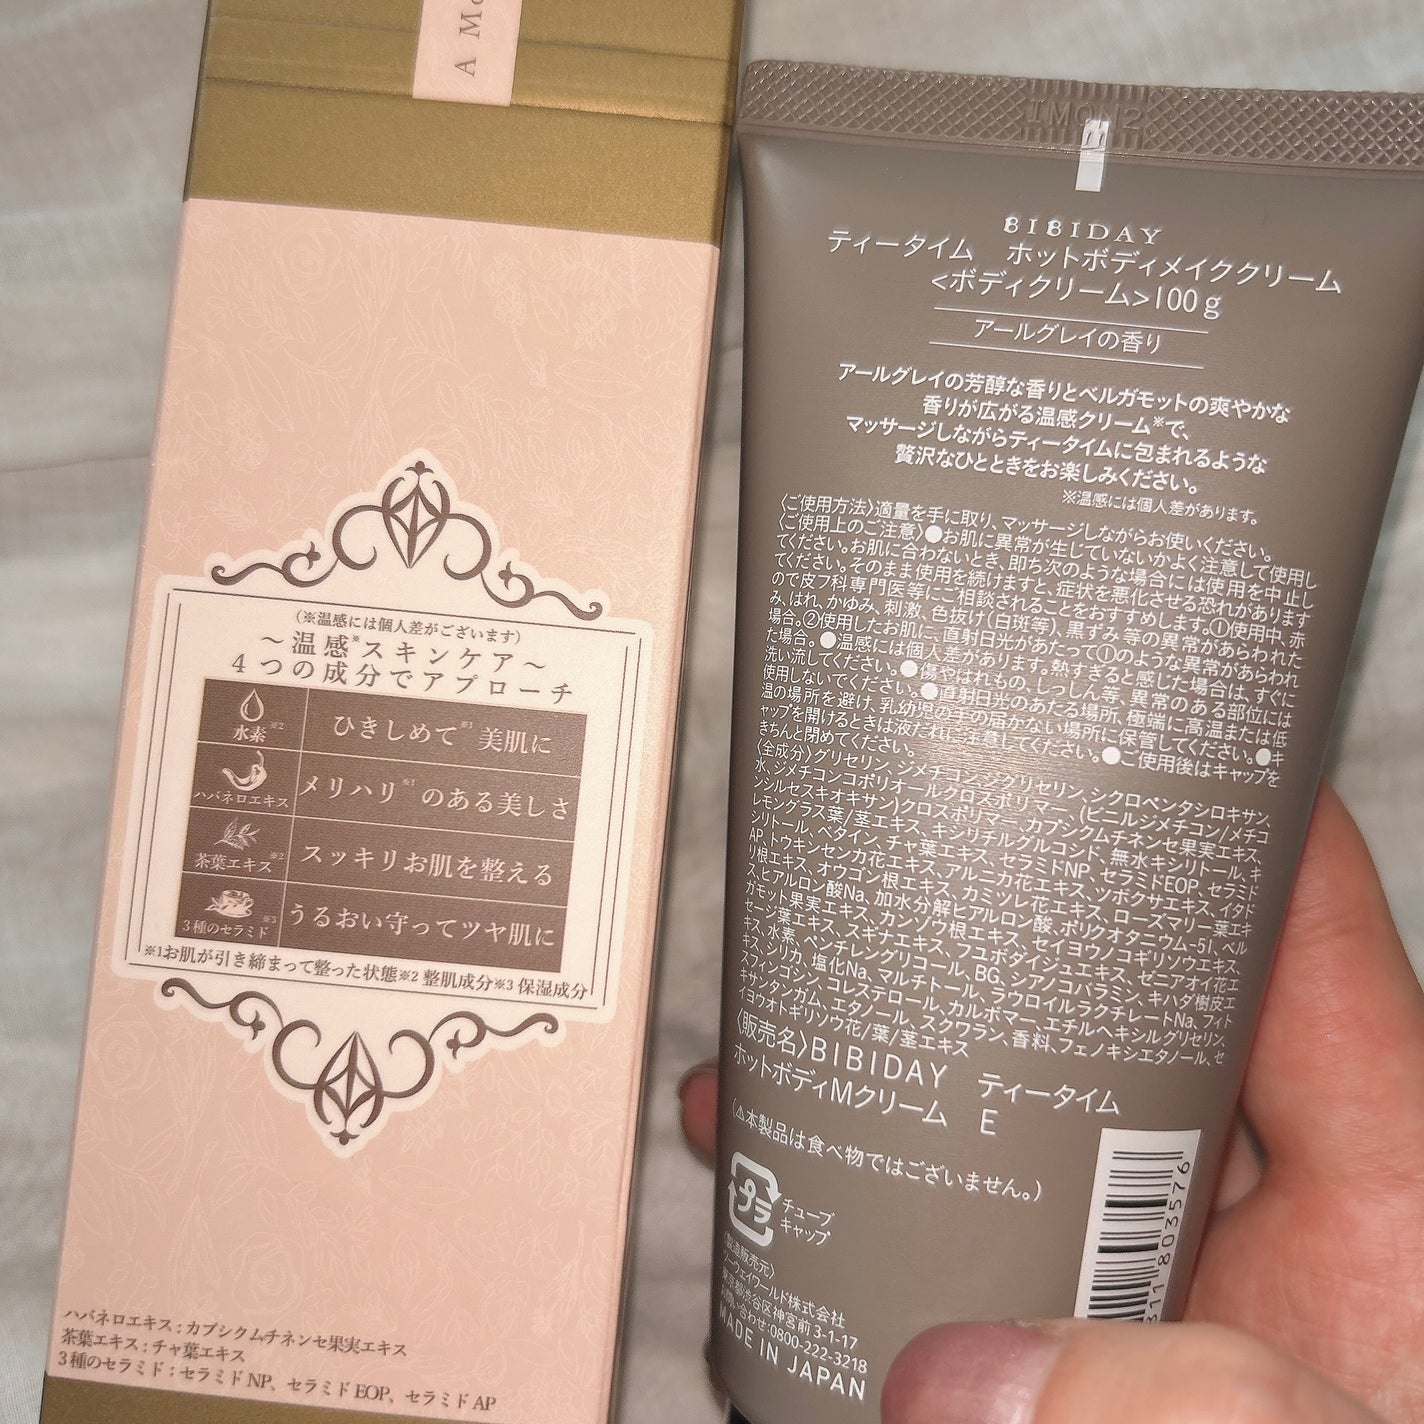 A M
(※温感には個人差がございます)
～温感※スキンケア～
4つの成分でアプローチ
水素※2 ひきしめて※1美肌に
ハバネロエキス メリハリ※1のある美しさ
茶葉エキス※2 スッキリお肌を整える
3種のセラミド※3 うるおい守ってツヤ肌に
※1お肌が引き締まって整った状態※2 整肌成分※3 保湿成分
ハバネロエキス:カプシクムチネンセ果実エキス
茶葉エキス:チャ葉エキス
3種のセラミド:セラミドNP、セラミドEOP、セラミドAP
BIBIDAY
ティータイム ホットボディメイククリーム
<ボディクリーム>100g
アールグレイの香り
アールグレイの芳醇な香りとベルガモットの爽やかな
香りが広がる温感クリーム※で、
マッサージしながらティータイムに包まれるような
贅沢なひとときをお楽しみください。
※温感には個人差があります。
〈ご使用方法〉適量を手に取り、マッサージしながらお使いください。
〈ご使用上のご注意〉●お肌に異常が生じていないかよく注意して使用し
てください。お肌に合わないとき、即ち次のような場合には使用を中止し
てください。そのまま使用を続けますと、症状を悪化させる恐れがあります
ので皮フ科専門医等にご相談されることをおすすめします。①使用中、赤
み、はれ、かゆみ、刺激、色抜け(白斑等)、黒ずみ等の異常があらわれた
場合。②使用したお肌に、直射日光があたって①のような異常があらわれ
た場合。●温感には個人差があります。熱すぎると感じた場合は、すぐに
洗い流してください。●傷やはれもの、しっしん等、異常のある部位には
使用しないでください。●直射日光のあたる場所、極端に高温または低
温の場所を避け、乳幼児の手の届かない場所に保管してください。●キ
ャップを開けるときは液だれにご注意してください。●ご使用後はキャップを
きちんと閉めてください。
〈全成分〉グリセリン、ジメチコン、ジグリセリン、シクロペンタシロキサン、
水、ジメチコンコポリオールクロスポリマー、(ビニルジメチコン/メチコ
ンシルセスキオキサン)クロスポリマー、カプシクムチネンセ果実エキス、
レモングラス葉/茎エキス、キシリチルグルコシド、無水キシリトール、キ
シリトール、ベタイン、チャ葉エキス、セラミドNP、セラミドEOP、セラミド
AP、トウキンセンカ花エキス、アルニカ花エキス、ツボクサエキス、イタド
リ根エキス、オウゴン根エキス、カミツレ花エキス、ローズマリー葉エキ
ス、ヒアルロン酸Na、加水分解ヒアルロン酸、ポリクオタニウム-51、ベル
ガモット果実エキス、カンゾウ根エキス、セイヨウノコギリソウエキス、
セージ葉エキス、スギナエキス、フユボダイジュエキス、ゼニアオイ花エ
キス、水素、ペンチレングリコール、BG、シアノコバラミン、キハダ樹皮エ
キス、シリカ、塩化Na、マルチトール、ラウロイルラクチレートNa、フィト
スフィンゴシン、コレステロール、カルボマー、エチルヘキシルグリセリン、
キサンタンガム、エタノール、スクワラン、香料、フェノキシエタノール、セ
イヨウオトギリソウ花/葉/茎エキス
〈販売名〉BIBIDAY ティータイム
ホットボディMクリーム E
(⚠本製品は食べ物ではございません。)
プラ
チューブ
キャップ
〈製造販売元〉
ツーウェイワールド株式会社
東京都渋谷区神宮前 3-1-17
お問い合わせ:0800-222-3218
MADE IN JAPAN
803576